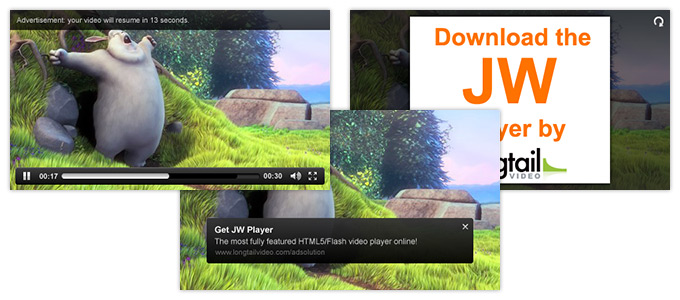 Advertisement: your video will resume in 13 seconds.
00:17
00:30
Download the
JW
yer by
gtail
VIDEO
Get JW Player
The most fully featured HTML5/Flash video player online!
www.longtailvideo.com/adsolution